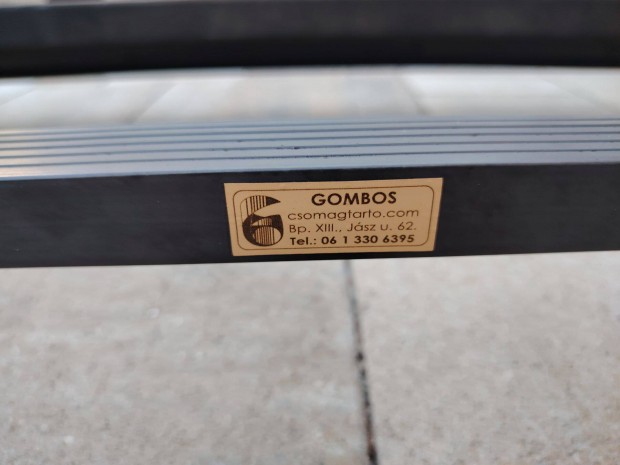 GOMBOS
csomagtarto.com
Bp. XIII., Jász u. 62.
Tel.: 06 1 330 6395